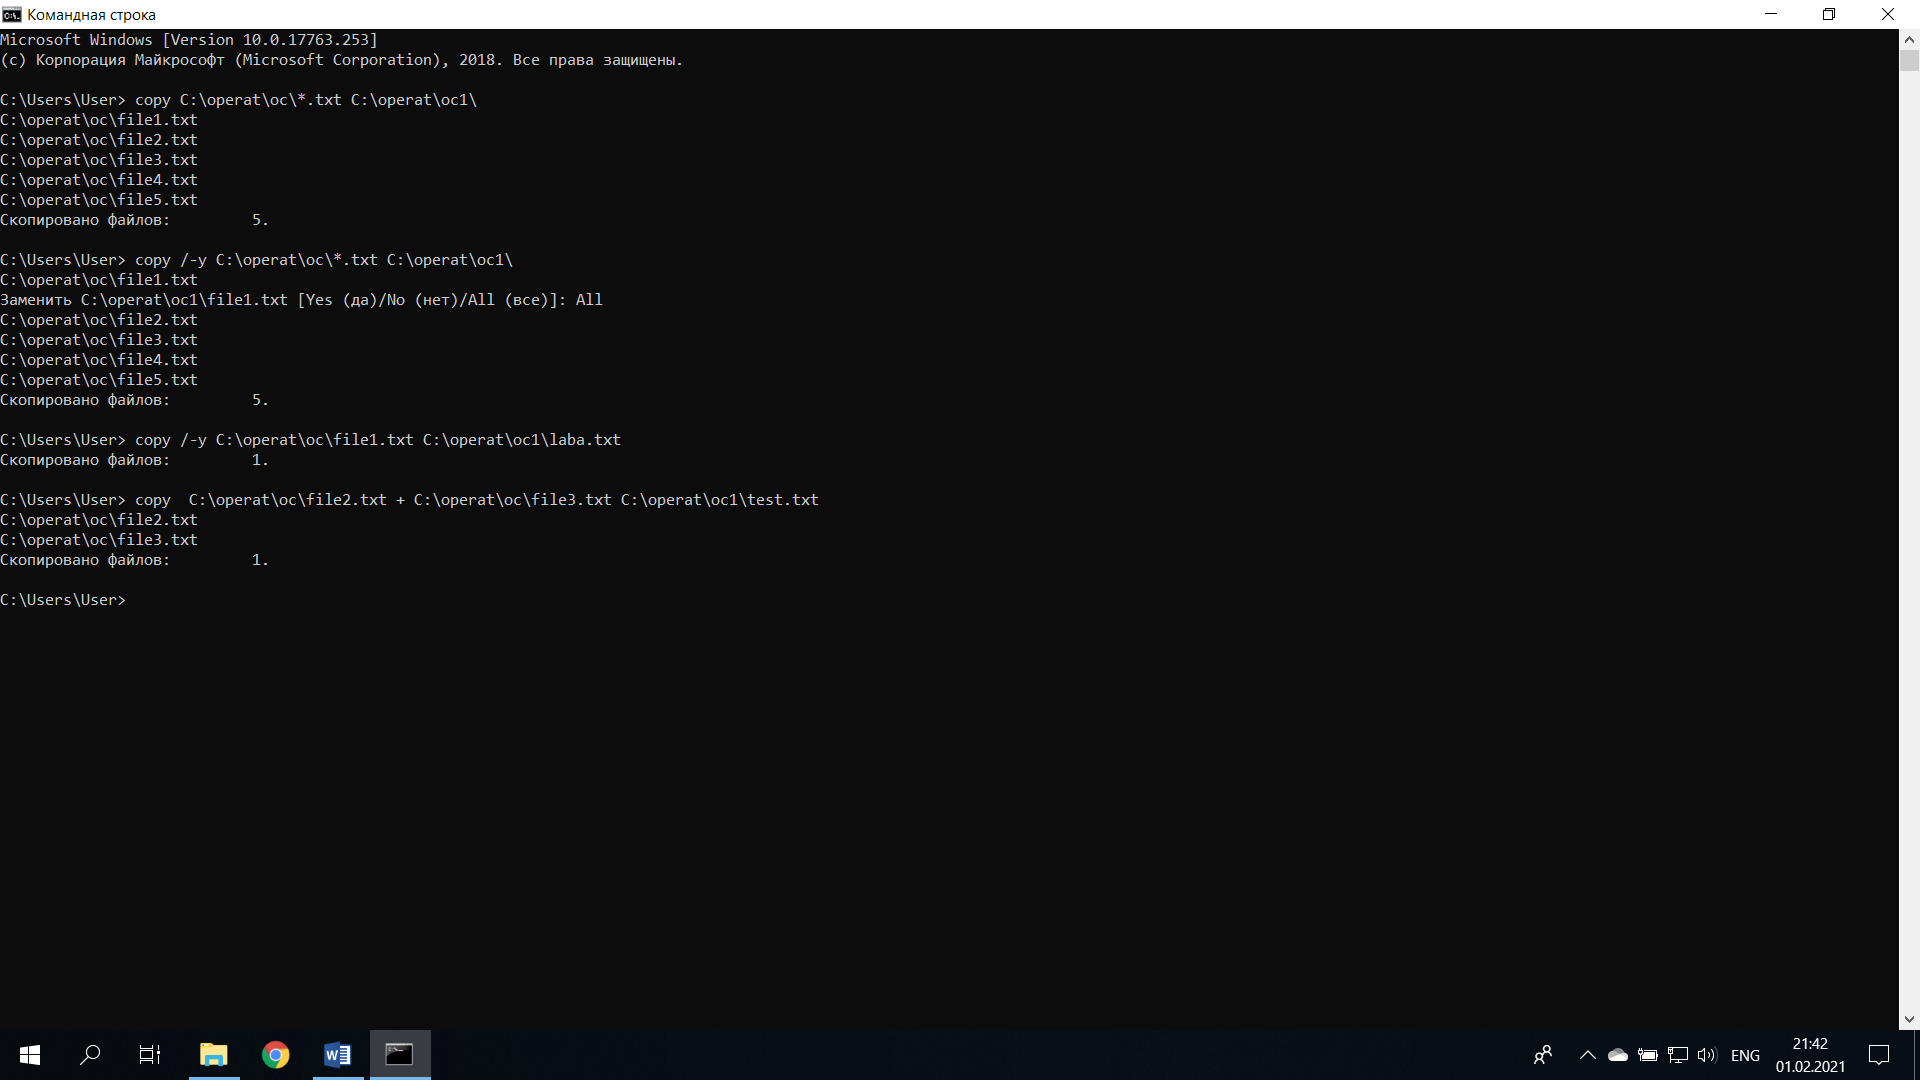 Командная строка
Microsoft Windows [Version 10.0.17763.253]
(c) Корпорация Майкрософт (Microsoft Corporation), 2018. Все права защищены.
C:\Users\User> copy C:\operat\oc\*.txt C:\operat\oc1\
C:\operat\oc\file1.txt
C:\operat\oc\file2.txt
C:\operat\oc\file3.txt
C:\operat\oc\file4.txt
C:\operat\oc\file5.txt
Скопировано файлов:         5.
C:\Users\User> copy /-y C:\operat\oc\*.txt C:\operat\oc1\
C:\operat\oc\file1.txt
Заменить C:\operat\oc1\file1.txt [Yes (да)/No (нет)/All (все)]: All
C:\operat\oc\file2.txt
C:\operat\oc\file3.txt
C:\operat\oc\file4.txt
C:\operat\oc\file5.txt
Скопировано файлов:         5.
C:\Users\User> copy /-y C:\operat\oc\file1.txt C:\operat\oc1\laba.txt
Скопировано файлов:         1.
C:\Users\User> copy  C:\operat\oc\file2.txt + C:\operat\oc\file3.txt C:\operat\oc1\test.txt
C:\operat\oc\file2.txt
C:\operat\oc\file3.txt
Скопировано файлов:         1.
C:\Users\User>
ENG
21:42
01.02.2021